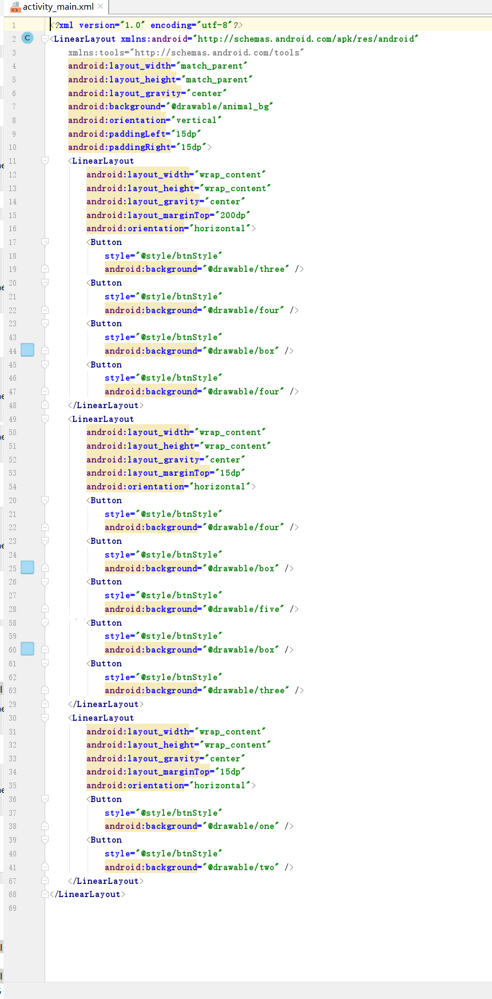 activity_main.xml
1 <?xml version="1.0" encoding="utf-8"?>
2 C <LinearLayout xmlns:android="http://schemas.android.com/apk/res/android"
3 xmlns:tools="http://schemas.android.com/tools"
4 android:layout_width="match_parent"
5 android:layout_height="match_parent"
6 android:layout_gravity="center"
7 android:background="@drawable/animal_bg"
8 android:orientation="vertical"
9 android:paddingLeft="15dp"
10 android:paddingRight="15dp">
11 <LinearLayout
12 android:layout_width="wrap_content"
13 android:layout_height="wrap_content"
14 android:layout_gravity="center"
15 android:layout_marginTop="200dp"
16 android:orientation="horizontal">
17 <Button
18 style="@style/btnStyle"
19 android:background="@drawable/three" />
20 <Button
21 style="@style/btnStyle"
22 android:background="@drawable/four" />
23 <Button
43 style="@style/btnStyle"
44 android:background="@drawable/box" />
45 <Button
46 style="@style/btnStyle"
47 android:background="@drawable/four" />
48 </LinearLayout>
49 <LinearLayout
50 android:layout_width="wrap_content"
51 android:layout_height="wrap_content"
52 android:layout_gravity="center"
53 android:layout_marginTop="15dp"
54 android:orientation="horizontal">
20 <Button
21 style="@style/btnStyle"
22 android:background="@drawable/four" />
23 <Button
24 style="@style/btnStyle"
25 android:background="@drawable/box" />
26 <Button
27 style="@style/btnStyle"
28 android:background="@drawable/five" />
58 <Button
59 style="@style/btnStyle"
60 android:background="@drawable/box" />
61 <Button
62 style="@style/btnStyle"
63 android:background="@drawable/three" />
29 </LinearLayout>
30 <LinearLayout
31 android:layout_width="wrap_content"
32 android:layout_height="wrap_content"
33 android:layout_gravity="center"
34 android:layout_marginTop="15dp"
35 android:orientation="horizontal">
36 <Button
37 style="@style/btnStyle"
38 android:background="@drawable/one" />
39 <Button
40 style="@style/btnStyle"
41 android:background="@drawable/two" />
67 </LinearLayout>
68 </LinearLayout>
69